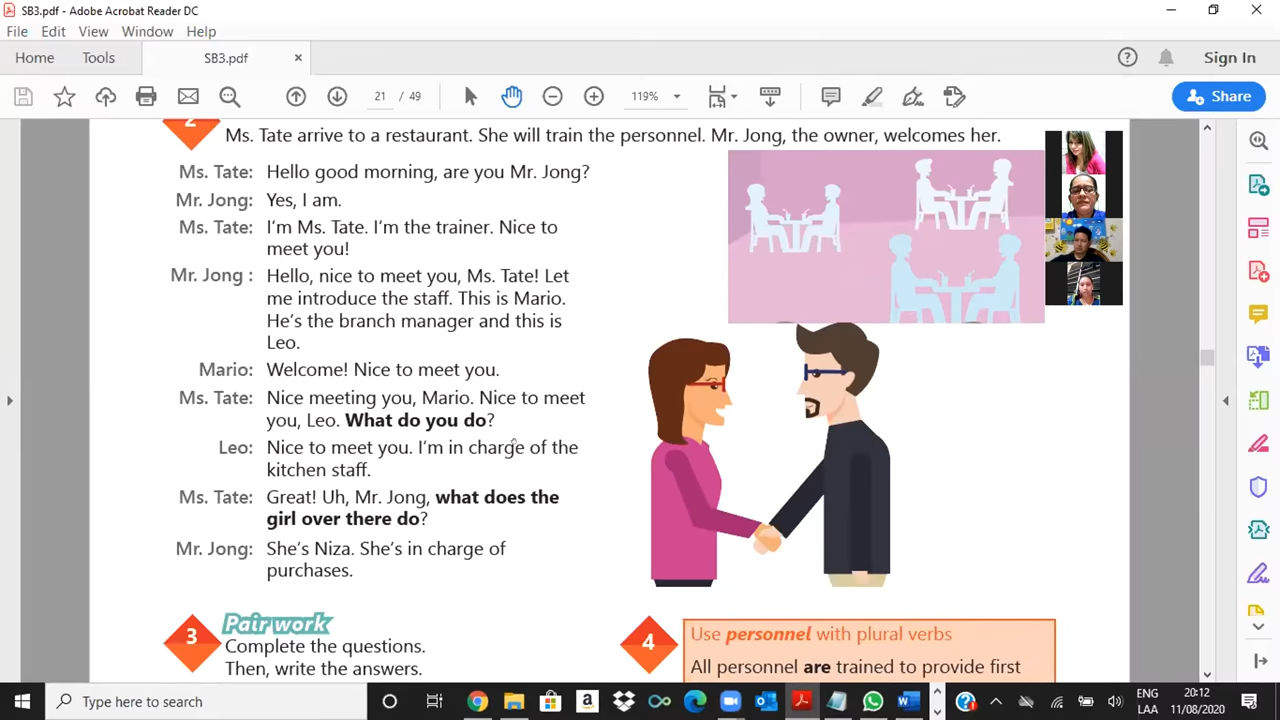 SB3.pdf - Adobe Acrobat Reader DC
File Edit View Window Help
Home Tools SB3.pdf × Sign In
21 / 49 119% Share
2 Ms. Tate arrive to a restaurant. She will train the personnel. Mr. Jong, the owner, welcomes her.
Ms. Tate: Hello good morning, are you Mr. Jong?
Mr. Jong: Yes, I am.
Ms. Tate: I'm Ms. Tate. I'm the trainer. Nice to
meet you!
Mr. Jong : Hello, nice to meet you, Ms. Tate! Let
me introduce the staff. This is Mario.
He's the branch manager and this is
Leo.
Mario: Welcome! Nice to meet you.
Ms. Tate: Nice meeting you, Mario. Nice to meet
you, Leo. What do you do?
Leo: Nice to meet you. I'm in charge of the
kitchen staff.
Ms. Tate: Great! Uh, Mr. Jong, what does the
girl over there do?
Mr. Jong: She's Niza. She's in charge of
purchases.
3 Pair work
Complete the questions.
Then, write the answers.
4 Use personnel with plural verbs
All personnel are trained to provide first
Type here to search
ENG 20:12
LAA 11/08/2020